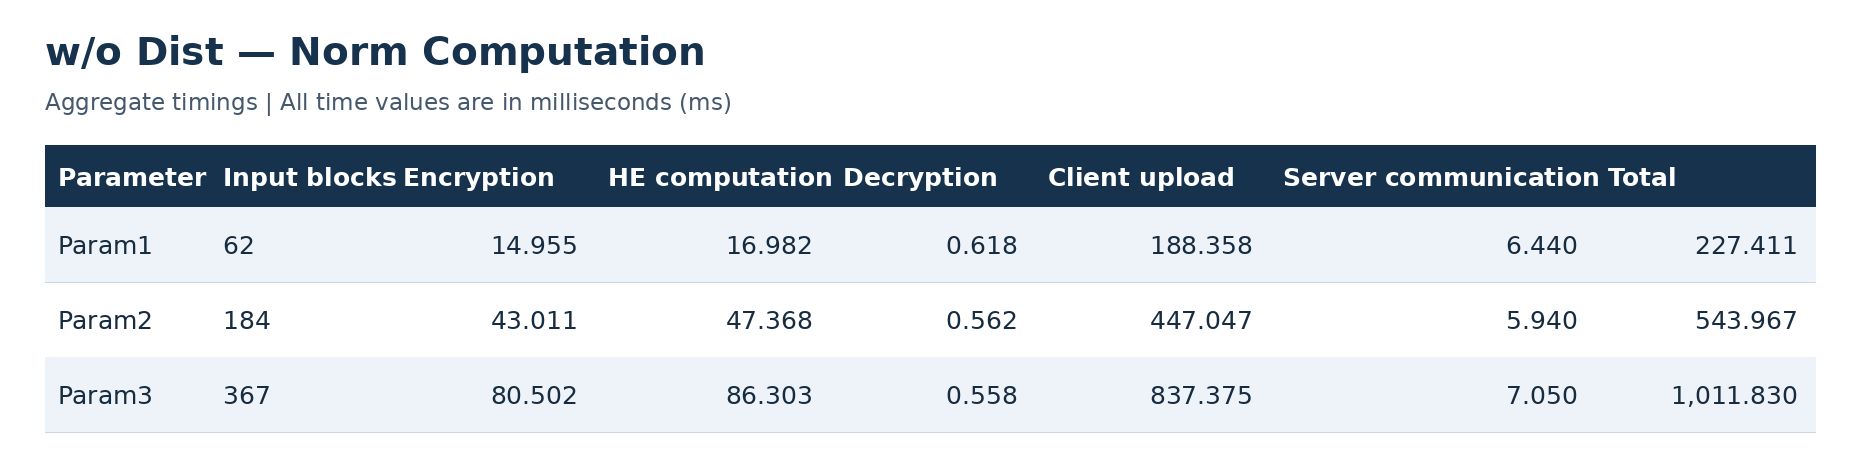 w/o Dist — Norm Computation
Aggregate timings | All time values are in milliseconds (ms)
Parameter Input blocks Encryption HE computation Decryption Client upload Server communication Total
Param1 62 14.955 16.982 0.618 188.358 6.440 227.411
Param2 184 43.011 47.368 0.562 447.047 5.940 543.967
Param3 367 80.502 86.303 0.558 837.375 7.050 1,011.830